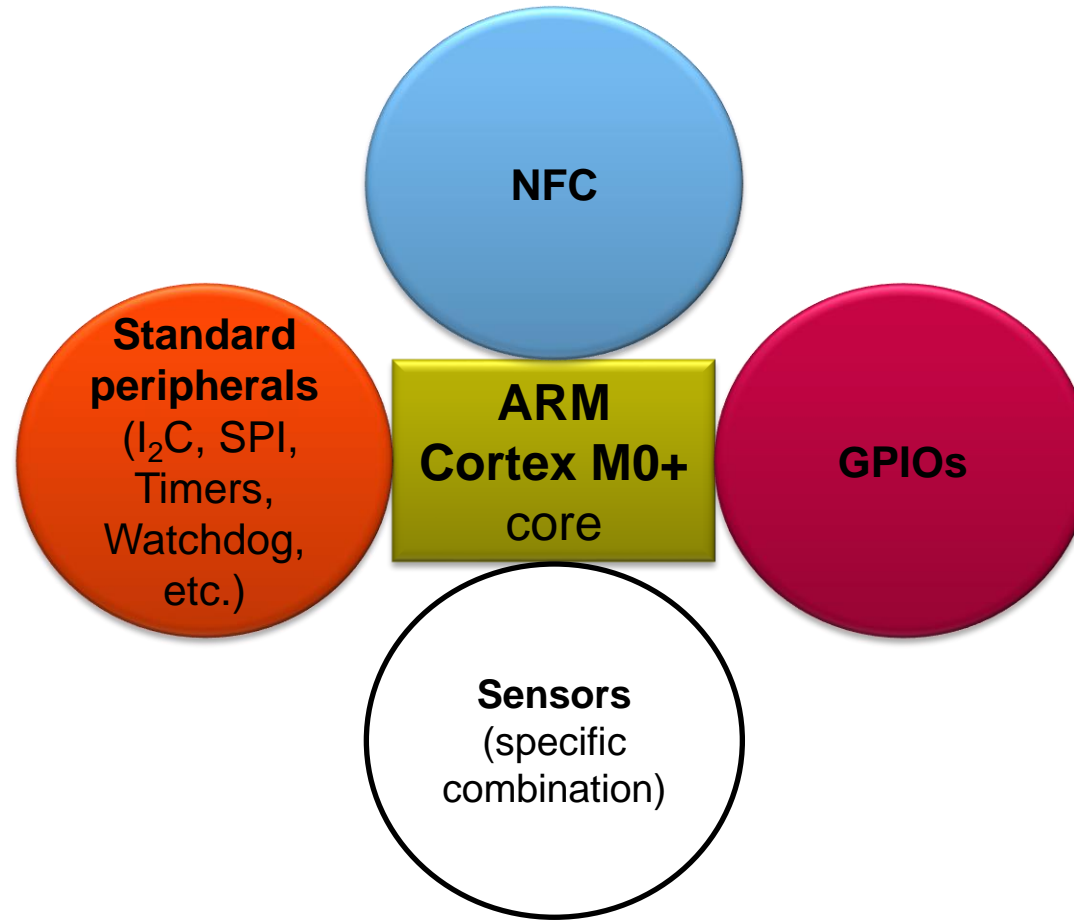 NFC
Standard
peripherals
(I₂C, SPI,
Timers,
Watchdog,
etc.)
ARM
Cortex M0+
core
GPIOs
Sensors
(specific
combination)